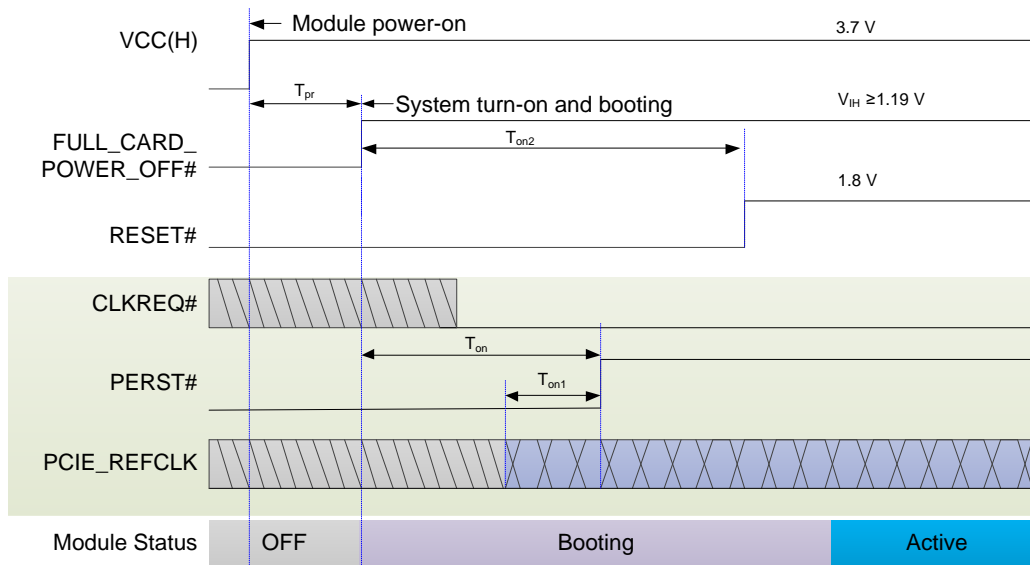 Module power-on
VCC(H)
3.7 V
Tpr
System turn-on and booting
VIH ≥1.19 V
FULL_CARD_
POWER_OFF#
Ton2
1.8 V
RESET#
CLKREQ#
Ton
PERST#
Ton1
PCIE_REFCLK
Module Status
OFF
Booting
Active